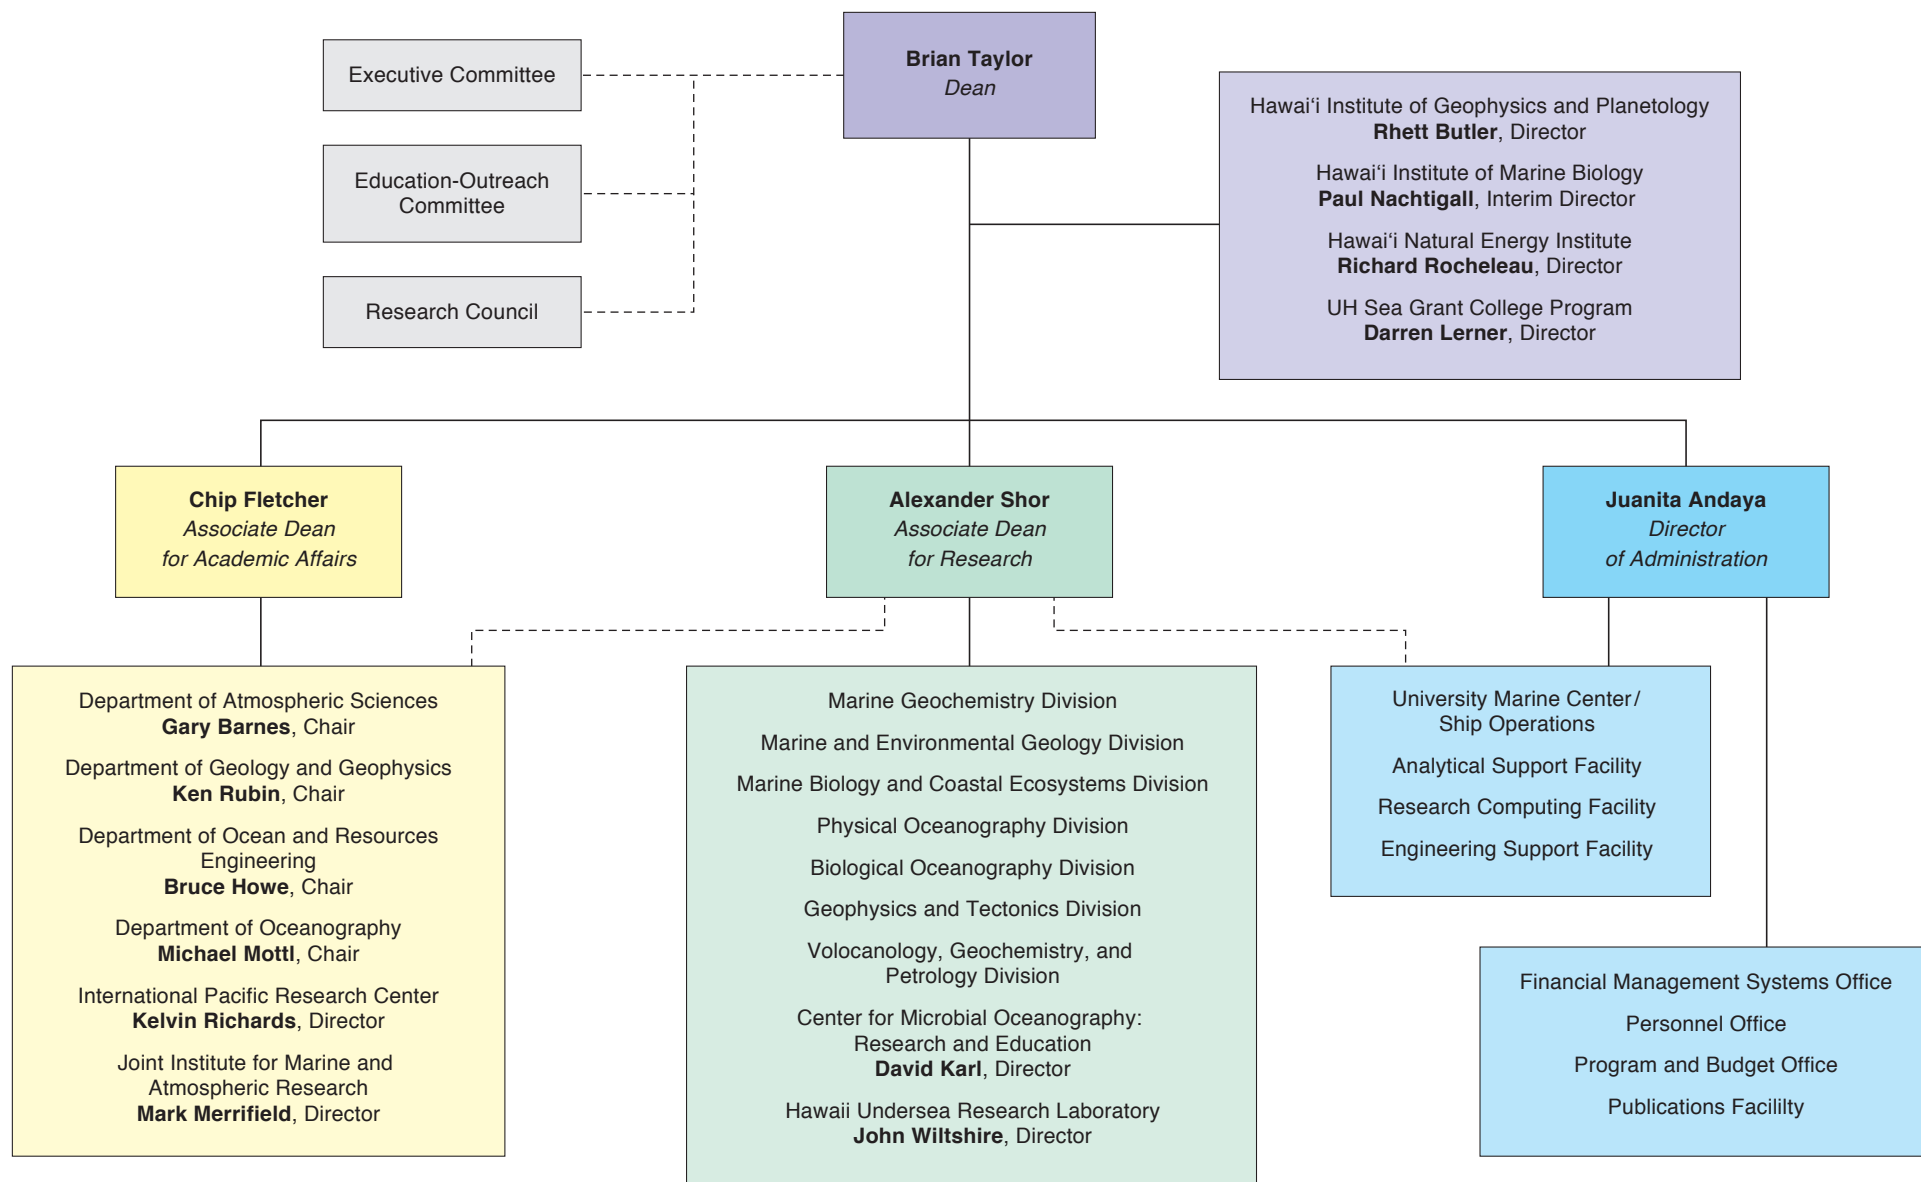 Executive Committee
Education-Outreach
Committee
Research Council
Brian Taylor
Dean
Hawai‘i Institute of Geophysics and Planetology
Rhett Butler, Director
Hawai‘i Institute of Marine Biology
Paul Nachtigall, Interim Director
Hawai‘i Natural Energy Institute
Richard Rocheleau, Director
UH Sea Grant College Program
Darren Lerner, Director
Chip Fletcher
Associate Dean
for Academic Affairs
Alexander Shor
Associate Dean
for Research
Juanita Andaya
Director
of Administration
Department of Atmospheric Sciences
Gary Barnes, Chair
Department of Geology and Geophysics
Ken Rubin, Chair
Department of Ocean and Resources
Engineering
Bruce Howe, Chair
Department of Oceanography
Michael Mottl, Chair
International Pacific Research Center
Kelvin Richards, Director
Joint Institute for Marine and
Atmospheric Research
Mark Merrifield, Director
Marine Geochemistry Division
Marine and Environmental Geology Division
Marine Biology and Coastal Ecosystems Division
Physical Oceanography Division
Biological Oceanography Division
Geophysics and Tectonics Division
Volocanology, Geochemistry, and
Petrology Division
Center for Microbial Oceanography:
Research and Education
David Karl, Director
Hawaii Undersea Research Laboratory
John Wiltshire, Director
University Marine Center/
Ship Operations
Analytical Support Facility
Research Computing Facility
Engineering Support Facility
Financial Management Systems Office
Personnel Office
Program and Budget Office
Publications Facililty